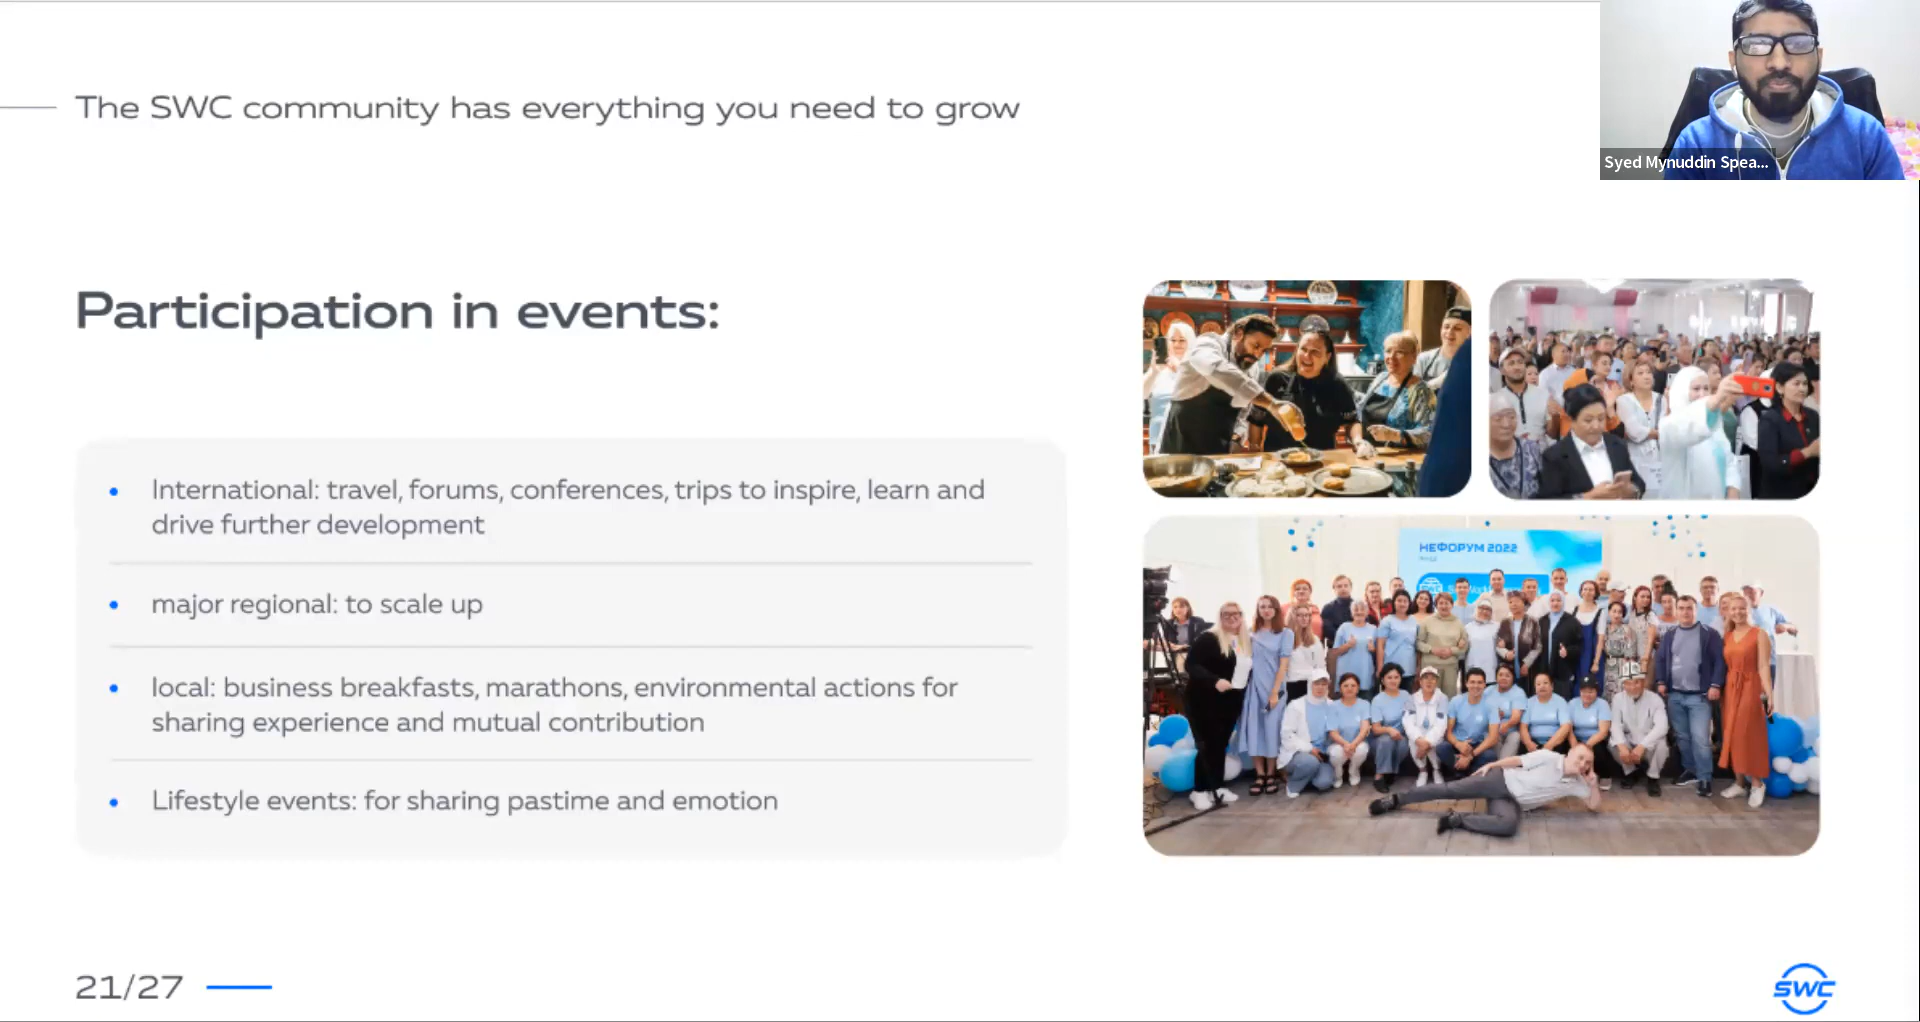 The SWC community has everything you need to grow
Syed Mynuddin Spea...
Participation in events:
International: travel, forums, conferences, trips to inspire, learn and
drive further development
major regional: to scale up
local: business breakfasts, marathons, environmental actions for
sharing experience and mutual contribution
Lifestyle events: for sharing pastime and emotion
НЕФОРУМ 2022
21/27
SWC